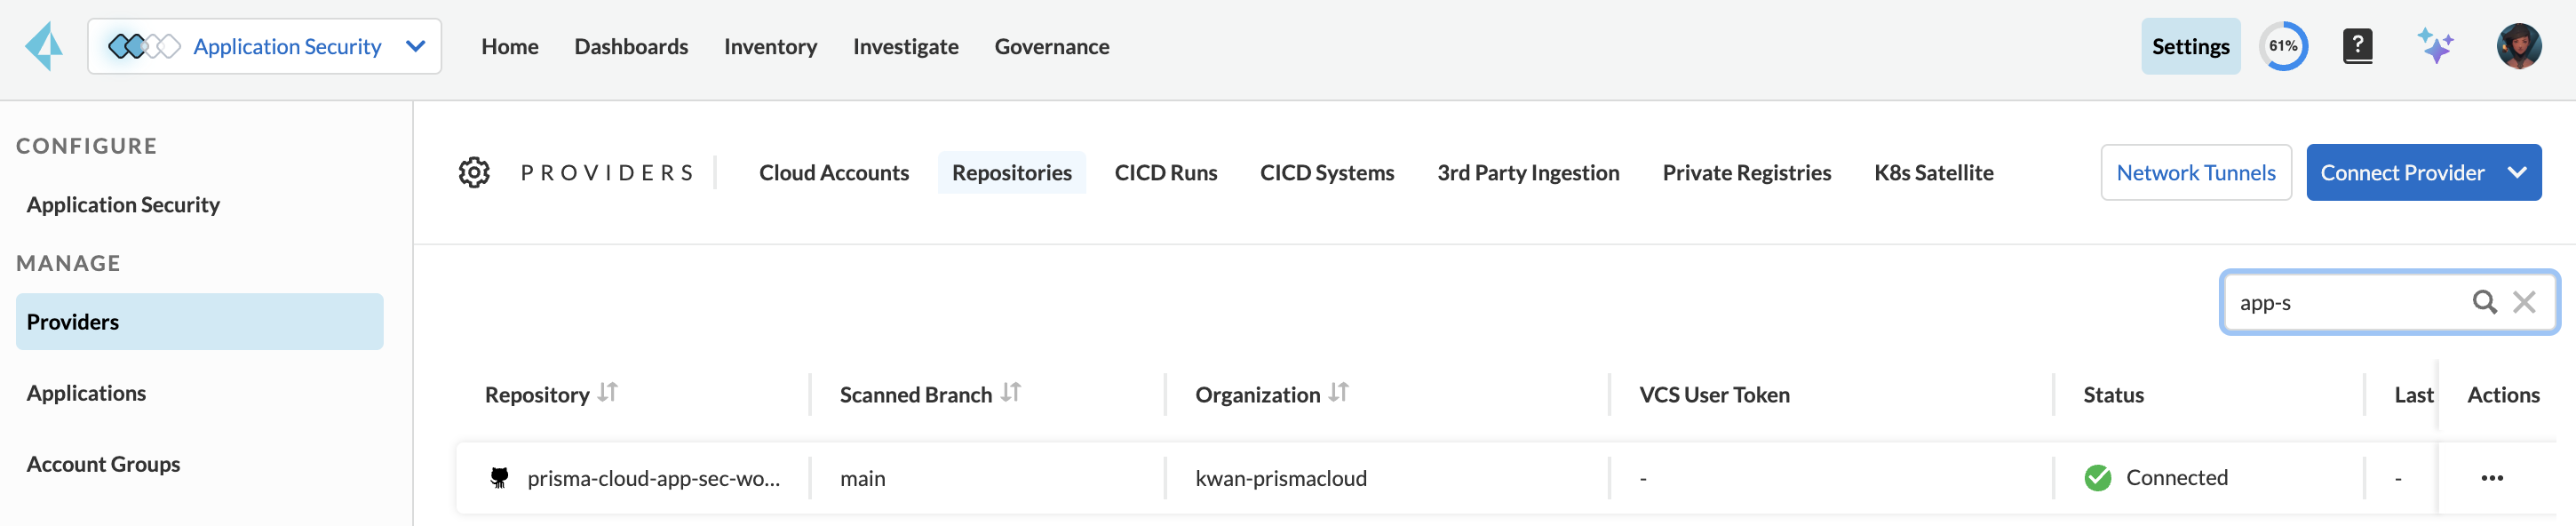 Application Security Home Dashboards Inventory Investigate Governance Settings 61% ?
CONFIGURE
Application Security
MANAGE
Providers
Applications
Account Groups
PROVIDERS Cloud Accounts Repositories CICD Runs CICD Systems 3rd Party Ingestion Private Registries K8s Satellite Network Tunnels Connect Provider
app-s
Repository Scanned Branch Organization VCS User Token Status Last Actions
prisma-cloud-app-sec-wo... main kwan-prismacloud - Connected - •••